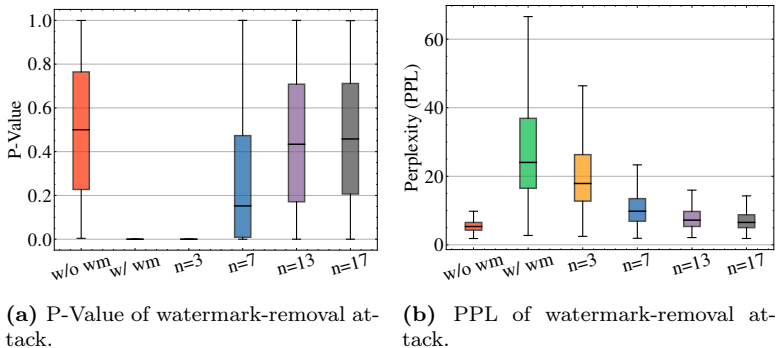 1.0
0.8
0.6
0.4
0.2
0.0
P-Value
w/o wm w/ wm n=3 n=7 n=13 n=17
60
40
20
0
Perplexity (PPL)
w/o wm w/ wm n=3 n=7 n=13 n=17
(a) P-Value of watermark-removal at-
tack.
(b) PPL of watermark-removal at-
tack.